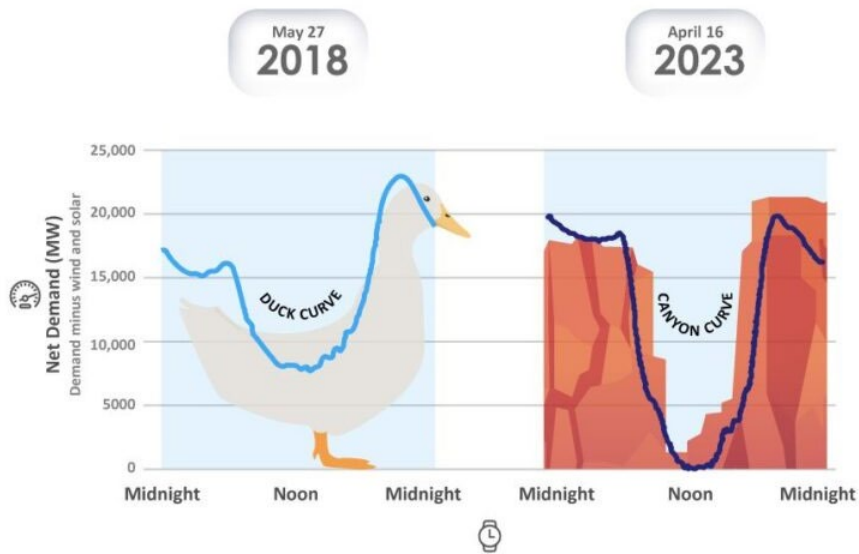 May 27
2018
April 16
2023
Net Demand (MW)
Demand minus wind and solar
25,000
20,000
15,000
10,000
5000
0
DUCK CURVE
CANYON CURVE
Midnight
Noon
Midnight
Midnight
Noon
Midnight